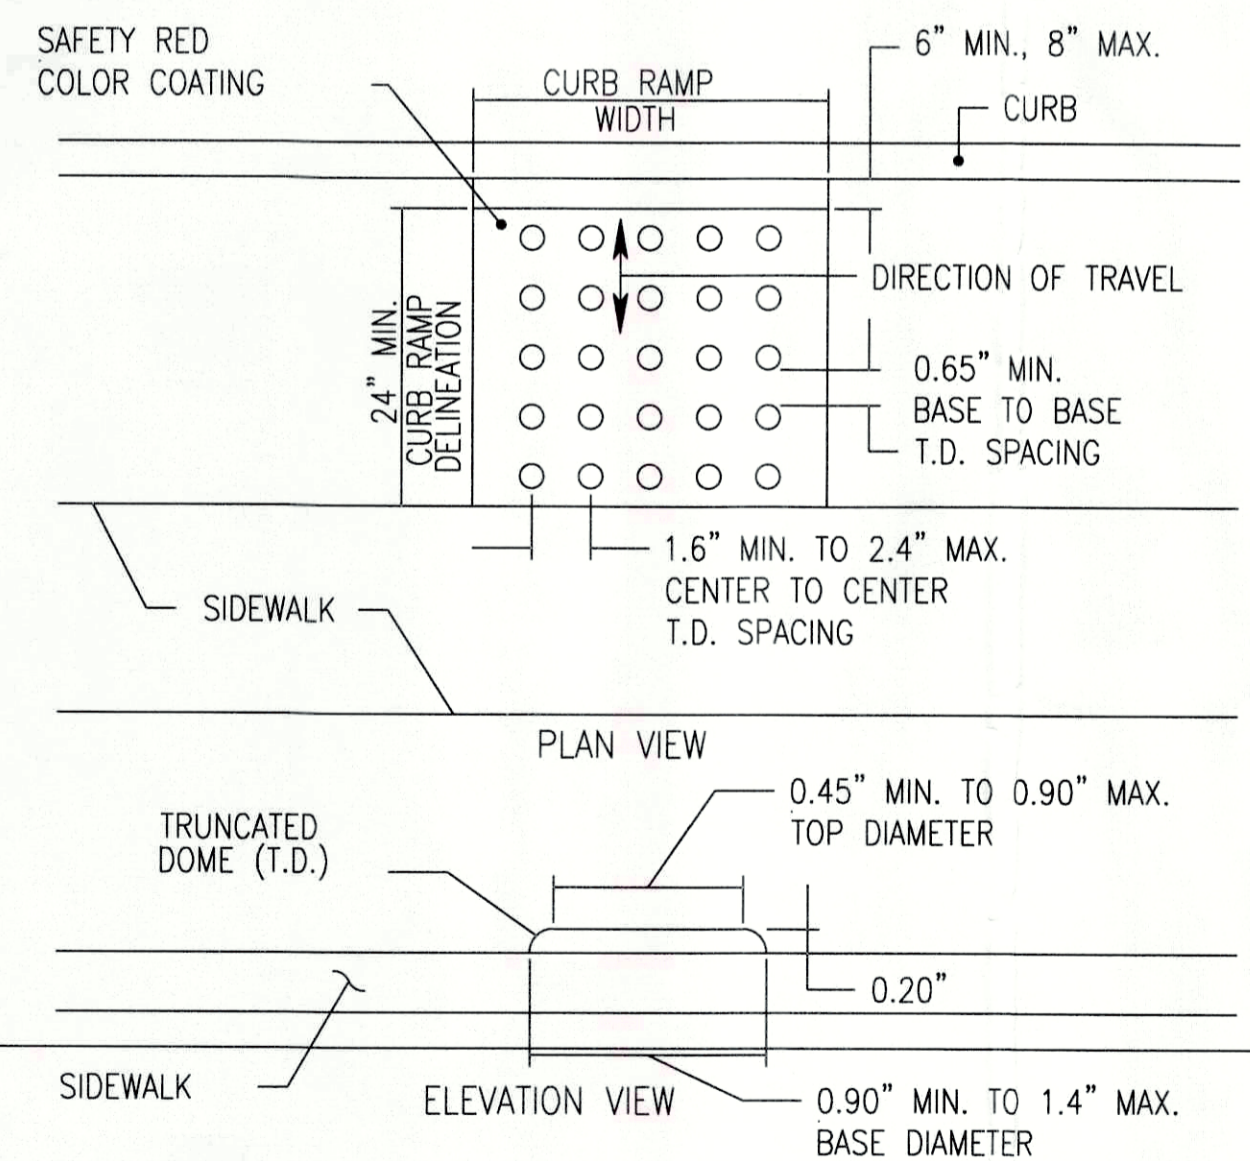 SAFETY RED
COLOR COATING
CURB RAMP
WIDTH
6" MIN., 8" MAX.
CURB
24" MIN.
CURB RAMP
DELINEATION
DIRECTION OF TRAVEL
0.65" MIN.
BASE TO BASE
T.D. SPACING
1.6" MIN. TO 2.4" MAX.
CENTER TO CENTER
T.D. SPACING
SIDEWALK
PLAN VIEW
0.45" MIN. TO 0.90" MAX.
TOP DIAMETER
TRUNCATED
DOME (T.D.)
0.20"
SIDEWALK
ELEVATION VIEW
0.90" MIN. TO 1.4" MAX.
BASE DIAMETER